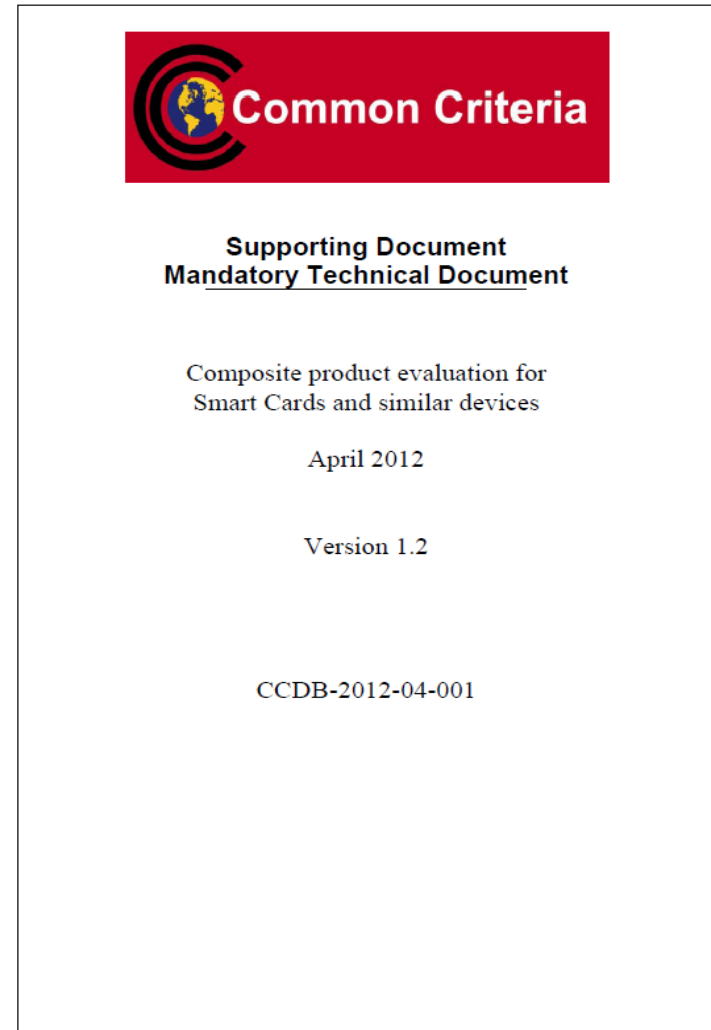 Common Criteria
Supporting Document
Mandatory Technical Document
Composite product evaluation for
Smart Cards and similar devices
April 2012
Version 1.2
CCDB-2012-04-001